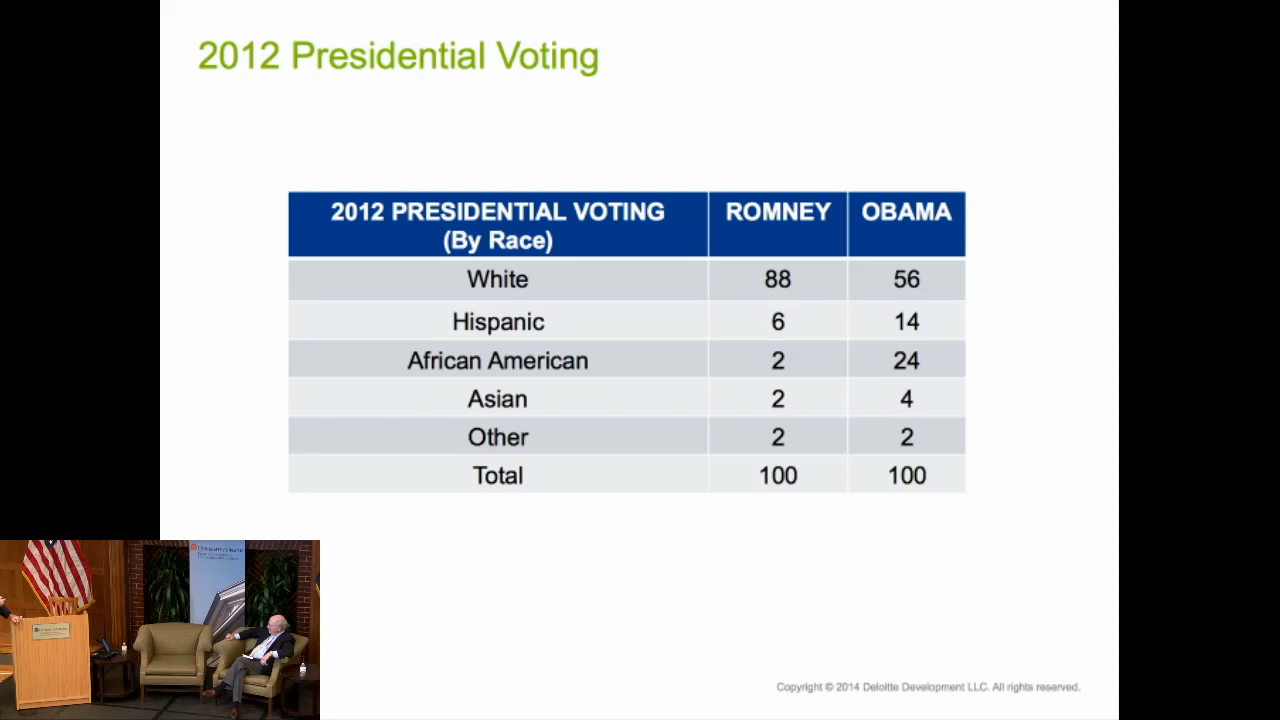 2012 Presidential Voting
2012 PRESIDENTIAL VOTING ROMNEY OBAMA
(By Race)
White 88 56
Hispanic 6 14
African American 2 24
Asian 2 4
Other 2 2
Total 100 100
Copyright © 2014 Deloitte Development LLC. All rights reserved.